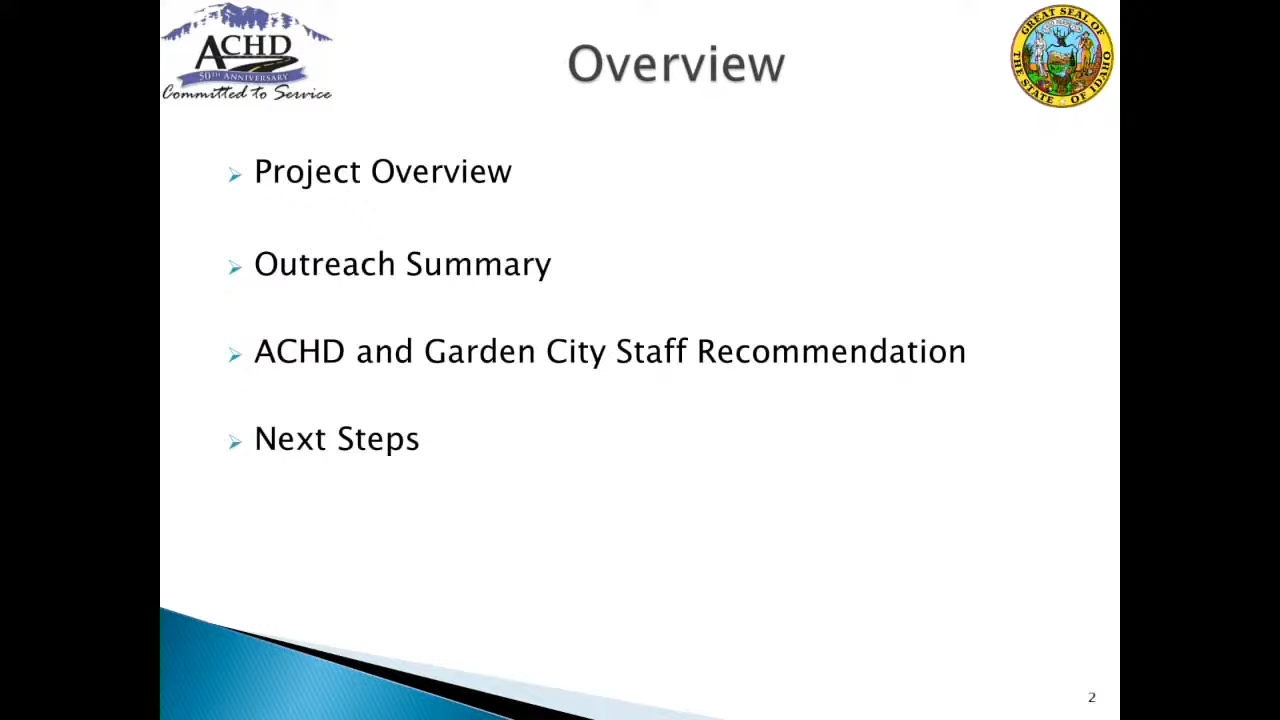 ACHD
50TH ANNIVERSARY
Committed to Service
Overview
GREAT SEAL OF
THE STATE OF IDAHO
Project Overview
Outreach Summary
ACHD and Garden City Staff Recommendation
Next Steps
2